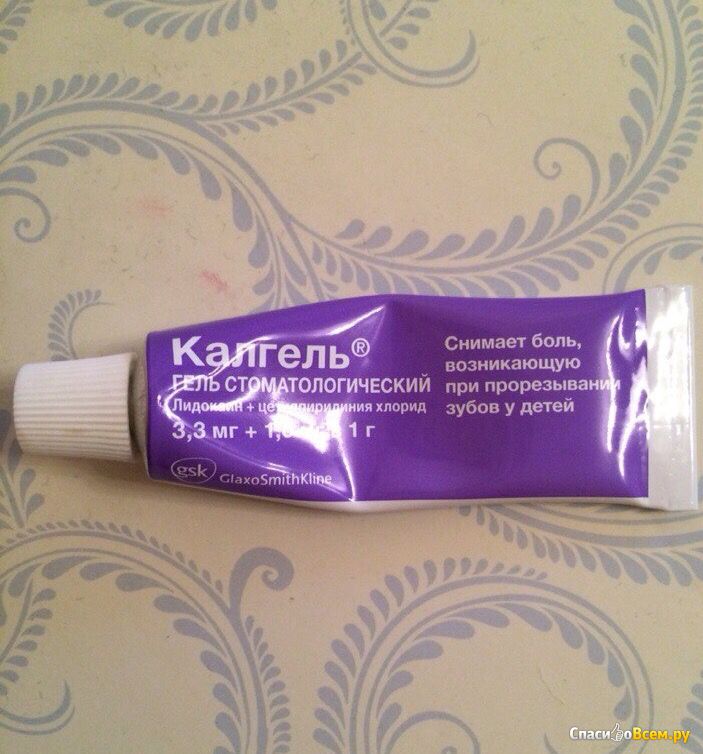 Калгель®
ГЕЛЬ СТОМАТОЛОГИЧЕСКИЙ
Лидокаин + цетилпиридиния хлорид
3,3 мг + 1 г
gsk GlaxoSmithKline
Снимает боль,
возникающую
при прорезывании
зубов у детей
СпасибоВсем.ру